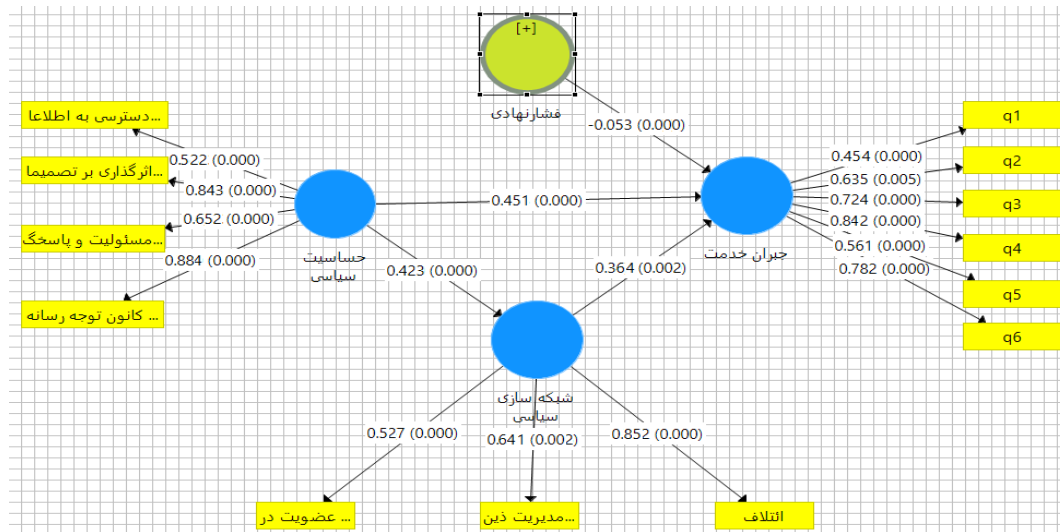 [+]
فشارنهادی
-0.053 (0.000)
دسترسی به اطلاعا...
اثرگذاری بر تصمیما...
مسئولیت و پاسخگ...
کانون توجه رسانه ...
0.522 (0.000)
0.843 (0.000)
0.652 (0.000)
0.884 (0.000)
حساسیت
سیاسی
0.451 (0.000)
0.423 (0.000)
0.364 (0.002)
جبران خدمت
0.454 (0.000)
0.635 (0.005)
0.724 (0.000)
0.842 (0.000)
0.561 (0.000)
0.782 (0.000)
q1
q2
q3
q4
q5
q6
شبکه سازی
سیاسی
0.527 (0.000)
0.641 (0.002)
0.852 (0.000)
عضویت در ...
مدیریت ذین...
ائتلاف